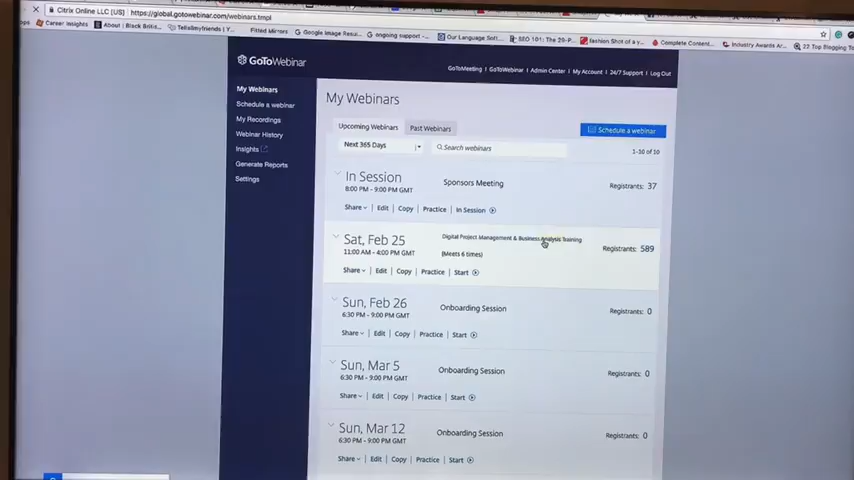 Citrix Online LLC [US] https://global.gotowebinar.com/webinars.tmpl
Career Insights About | Black British Tellallmyfriends | Y... Fitted Mirrors Google Image Resul... ongoing support -... Our Language Soft... SEO 101: The 29-P... fashion Shot of a y... Complete Content... Industry Awards Ar... 22 Top Blogging To
GoToWebinar
GoToMeeting | GoToWebinar | Admin Center | My Account | 24/7 Support | Log Out
My Webinars
Schedule a webinar
My Recordings
Webinar History
Insights
Generate Reports
Settings
My Webinars
Upcoming Webinars Past Webinars
Schedule a webinar
Next 365 Days Search webinars
1-10 of 10
In Session Sponsors Meeting Registrants: 37
8:00 PM - 9:00 PM GMT
Share | Edit | Copy | Practice | In Session
Sat, Feb 25 Digital Project Management & Business Analysis Training Registrants: 589
11:00 AM - 4:00 PM GMT (Meets 6 times)
Share | Edit | Copy | Practice | Start
Sun, Feb 26 Onboarding Session Registrants: 0
6:30 PM - 9:00 PM GMT
Share | Edit | Copy | Practice | Start
Sun, Mar 5 Onboarding Session Registrants: 0
6:30 PM - 9:00 PM GMT
Share | Edit | Copy | Practice | Start
Sun, Mar 12 Onboarding Session Registrants: 0
6:30 PM - 9:00 PM GMT
Share | Edit | Copy | Practice | Start